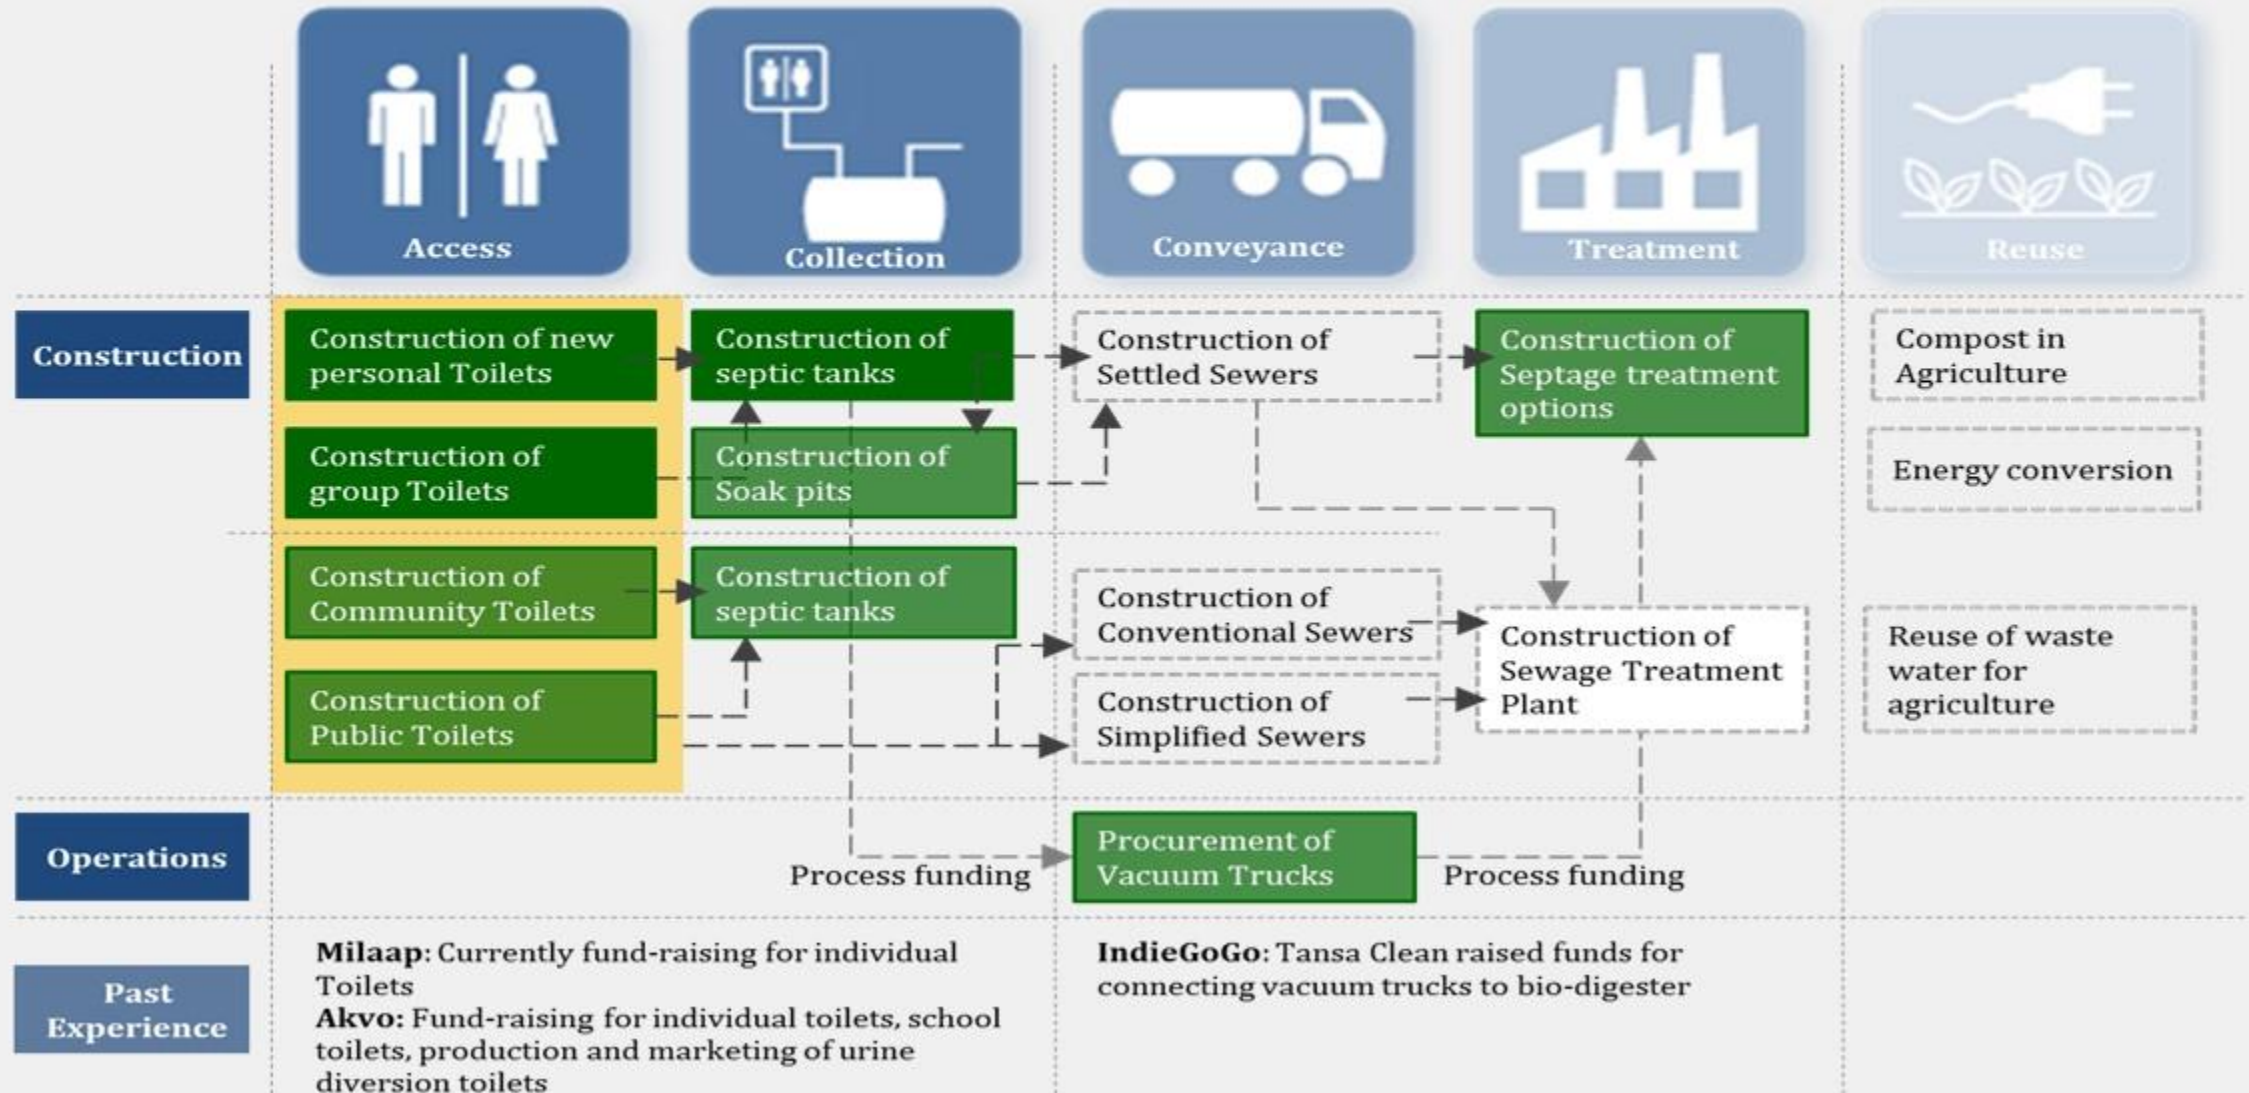 Access
Collection
Conveyance
Treatment
Reuse
Construction
Construction of new
personal Toilets
Construction of
septic tanks
Construction of
Settled Sewers
Construction of
Septage treatment
options
Compost in
Agriculture
Construction of
group Toilets
Construction of
Soak pits
Energy conversion
Construction of
Community Toilets
Construction of
septic tanks
Construction of
Conventional Sewers
Construction of
Sewage Treatment
Plant
Reuse of waste
water for
agriculture
Construction of
Public Toilets
Construction of
Simplified Sewers
Operations
Process funding
Procurement of
Vacuum Trucks
Process funding
Past
Experience
Milaap: Currently fund-raising for individual
Toilets
Akvo: Fund-raising for individual toilets, school
toilets, production and marketing of urine
diversion toilets
IndieGoGo: Tansa Clean raised funds for
connecting vacuum trucks to bio-digester